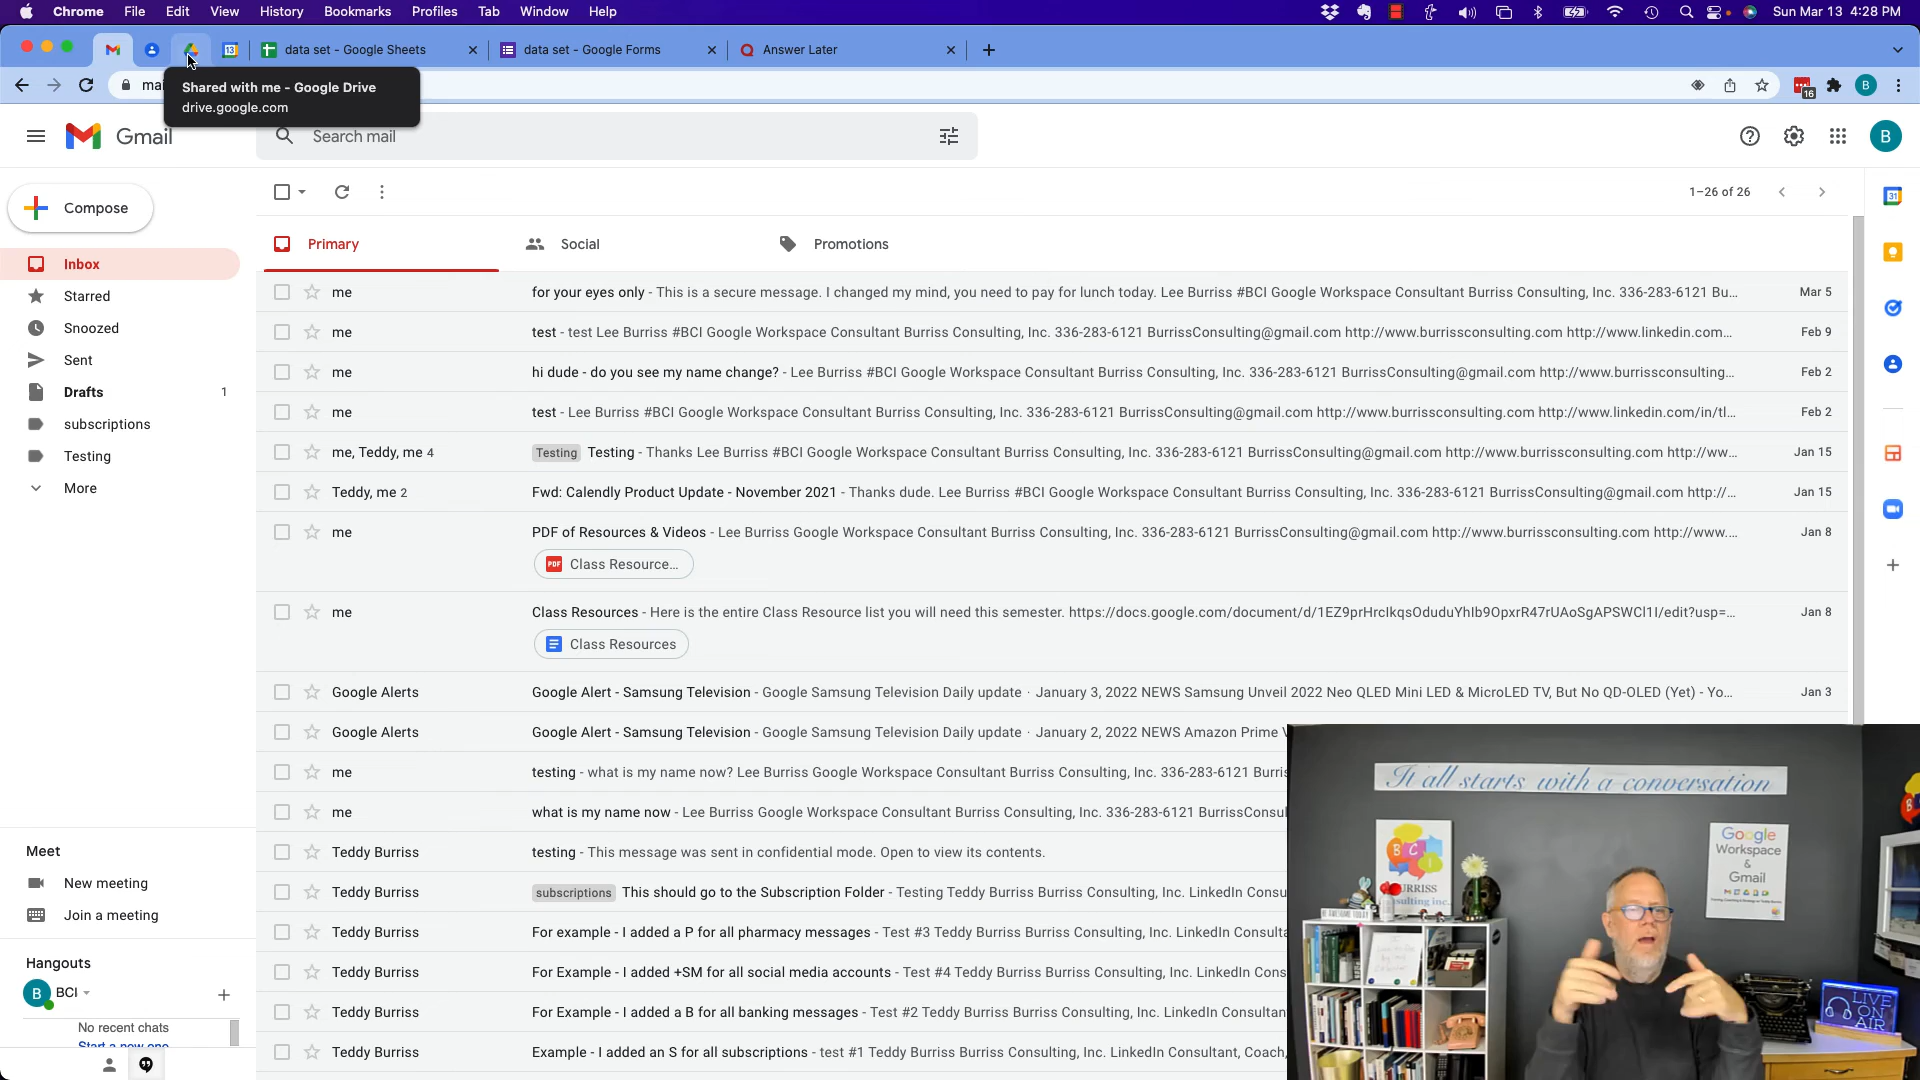 Chrome File Edit View History Bookmarks Profiles Tab Window Help Sun Mar 13 4:28 PM
13 data set - Google Sheets data set - Google Forms Answer Later
Shared with me - Google Drive
drive.google.com
mai
16
B
Gmail
Search mail
B
Compose
1–26 of 26
31
Primary Social Promotions
Inbox
Starred
Snoozed
Sent
Drafts 1
subscriptions
Testing
More
me for your eyes only - This is a secure message. I changed my mind, you need to pay for lunch today. Lee Burriss #BCI Google Workspace Consultant Burriss Consulting, Inc. 336-283-6121 Bu... Mar 5
me test - test Lee Burriss #BCI Google Workspace Consultant Burriss Consulting, Inc. 336-283-6121 BurrissConsulting@gmail.com http://www.burrissconsulting.com http://www.linkedin.com... Feb 9
me hi dude - do you see my name change? - Lee Burriss #BCI Google Workspace Consultant Burriss Consulting, Inc. 336-283-6121 BurrissConsulting@gmail.com http://www.burrissconsulting... Feb 2
me test - Lee Burriss #BCI Google Workspace Consultant Burriss Consulting, Inc. 336-283-6121 BurrissConsulting@gmail.com http://www.burrissconsulting.com http://www.linkedin.com/in/tl... Feb 2
me, Teddy, me 4 Testing Testing - Thanks Lee Burriss #BCI Google Workspace Consultant Burriss Consulting, Inc. 336-283-6121 BurrissConsulting@gmail.com http://www.burrissconsulting.com http://ww... Jan 15
Teddy, me 2 Fwd: Calendly Product Update - November 2021 - Thanks dude. Lee Burriss #BCI Google Workspace Consultant Burriss Consulting, Inc. 336-283-6121 BurrissConsulting@gmail.com http://... Jan 15
me PDF of Resources & Videos - Lee Burriss Google Workspace Consultant Burriss Consulting, Inc. 336-283-6121 BurrissConsulting@gmail.com http://www.burrissconsulting.com http://www.... Jan 8
PDF Class Resource...
me Class Resources - Here is the entire Class Resource list you will need this semester. https://docs.google.com/document/d/1EZ9prHrclkqsOduduYhlb9OpxrR47rUAoSgAPSWCl1I/edit?usp=... Jan 8
Class Resources
Google Alerts Google Alert - Samsung Television - Google Samsung Television Daily update · January 3, 2022 NEWS Samsung Unveil 2022 Neo QLED Mini LED & MicroLED TV, But No QD-OLED (Yet) - Yo... Jan 3
Google Alerts Google Alert - Samsung Television - Google Samsung Television Daily update · January 2, 2022 NEWS Amazon Prime V
me testing - what is my name now? Lee Burriss Google Workspace Consultant Burriss Consulting, Inc. 336-283-6121 Burris
me what is my name now - Lee Burriss Google Workspace Consultant Burriss Consulting, Inc. 336-283-6121 BurrissConsul
Teddy Burriss testing - This message was sent in confidential mode. Open to view its contents.
Teddy Burriss subscriptions This should go to the Subscription Folder - Testing Teddy Burriss Burriss Consulting, Inc. LinkedIn Consu
Teddy Burriss For example - I added a P for all pharmacy messages - Test #3 Teddy Burriss Burriss Consulting, Inc. LinkedIn Consulta
Teddy Burriss For Example - I added +SM for all social media accounts - Test #4 Teddy Burriss Burriss Consulting, Inc. LinkedIn Cons
Teddy Burriss For Example - I added a B for all banking messages - Test #2 Teddy Burriss Burriss Consulting, Inc. LinkedIn Consultan
Teddy Burriss Example - I added an S for all subscriptions - test #1 Teddy Burriss Burriss Consulting, Inc. LinkedIn Consultant, Coach,
Meet
New meeting
Join a meeting
Hangouts
B BCI
No recent chats
Start a new one
It all starts with a conversation
B C I
BURRISS
Google
Workspace
&
Gmail
LIVE
ON
AIR